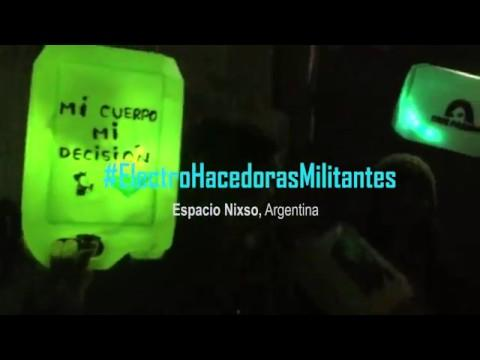 MI CUERPO
MI
DECISIÓN
#ElectroHacedorasMilitantes
Espacio Nixso, Argentina